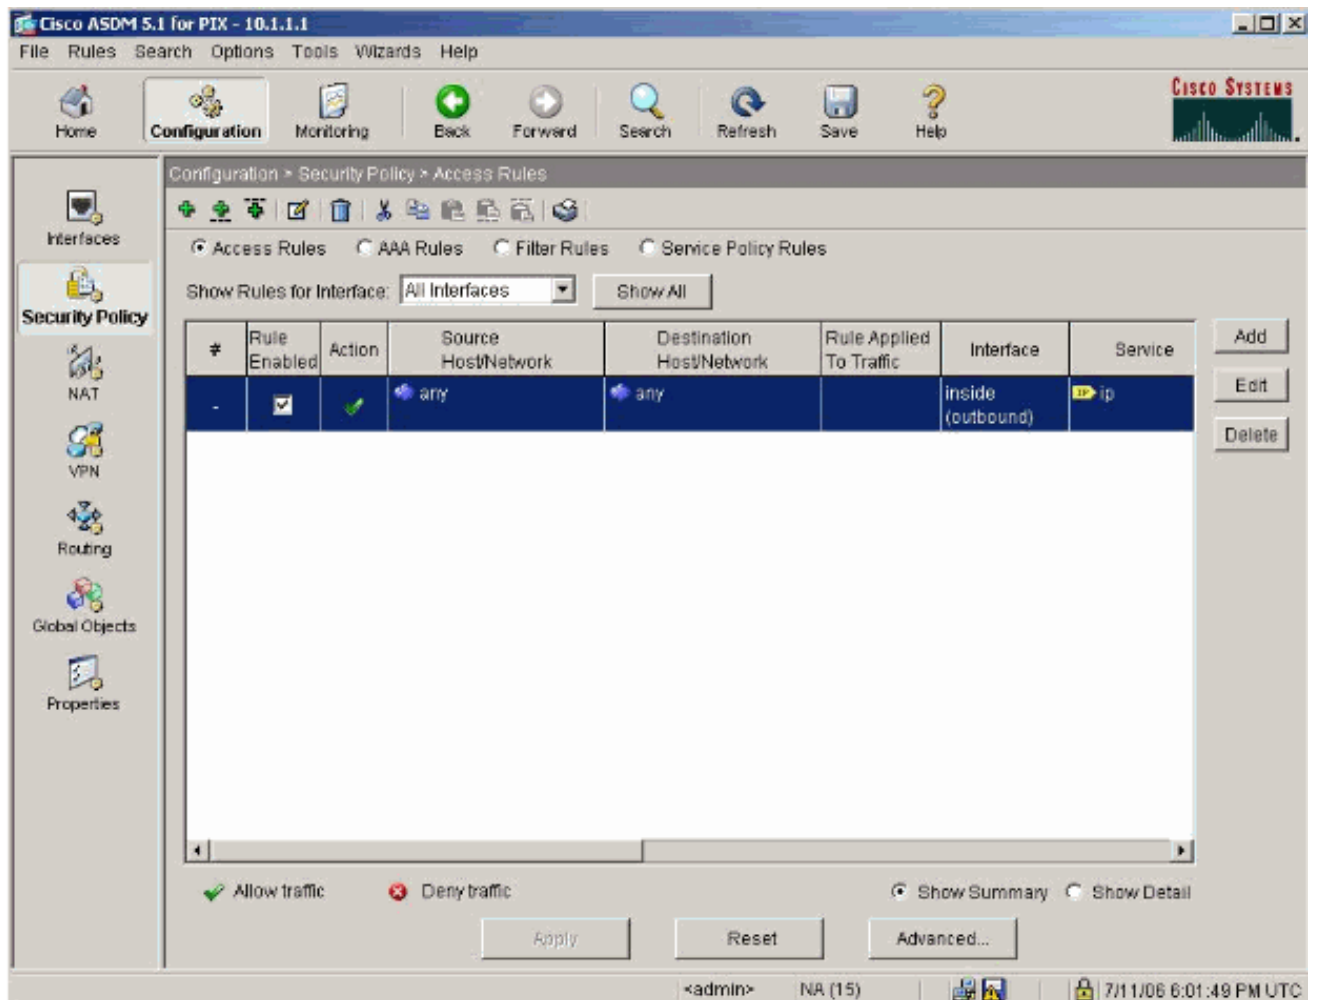 Cisco ASDM 5.1 for PIX - 10.1.1.1
File Rules Search Options Tools Wizards Help
Home Configuration Monitoring Back Forward Search Refresh Save Help
CISCO SYSTEMS
Configuration > Security Policy > Access Rules
Interfaces
Security Policy
NAT
VPN
Routing
Global Objects
Properties
Access Rules AAA Rules Filter Rules Service Policy Rules
Show Rules for Interface: All Interfaces Show All
# Rule Enabled Action Source Host/Network Destination Host/Network Rule Applied To Traffic Interface Service
- any any inside (outbound) IP ip
Add
Edit
Delete
Allow traffic Deny traffic Show Summary Show Detail
Apply Reset Advanced...
<admin> NA (15) 7/11/06 6:01:49 PM UTC